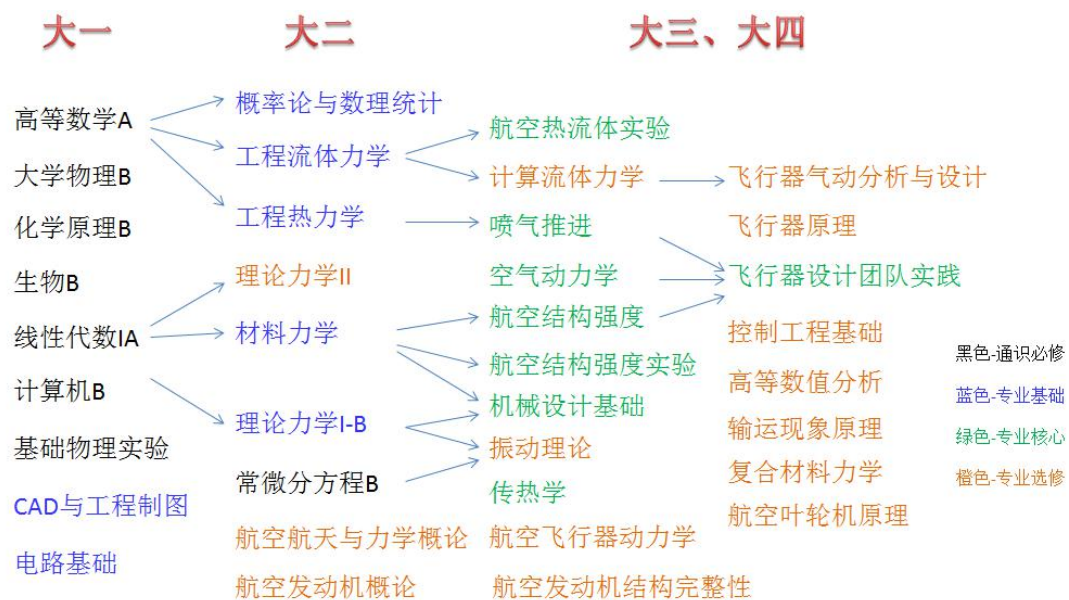 大一
大二
大三、大四
高等数学A
大学物理B
化学原理B
生物B
线性代数IA
计算机B
基础物理实验
CAD与工程制图
电路基础
概率论与数理统计
工程流体力学
工程热力学
理论力学II
材料力学
理论力学I-B
常微分方程B
航空航天与力学概论
航空发动机概论
航空热流体实验
计算流体力学
喷气推进
空气动力学
航空结构强度
航空结构强度实验
机械设计基础
振动理论
传热学
航空飞行器动力学
航空发动机结构完整性
飞行器气动分析与设计
飞行器原理
飞行器设计团队实践
控制工程基础
高等数值分析
输运现象原理
复合材料力学
航空叶轮机原理
黑色-通识必修
蓝色-专业基础
绿色-专业核心
橙色-专业选修